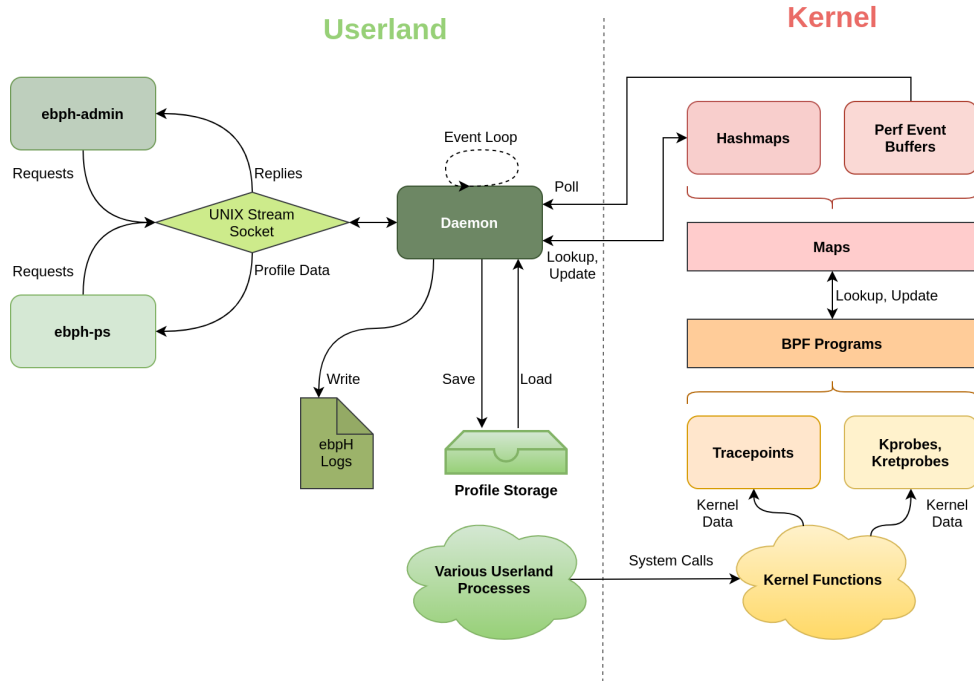 Userland
Kernel
ebph-admin
Requests
Replies
UNIX Stream
Socket
Requests
Profile Data
ebph-ps
Event Loop
Daemon
Poll
Lookup,
Update
Write
Save
Load
ebpH
Logs
Profile Storage
Various Userland
Processes
System Calls
Hashmaps
Perf Event
Buffers
Maps
Lookup, Update
BPF Programs
Tracepoints
Kprobes,
Kretprobes
Kernel
Data
Kernel
Data
Kernel Functions